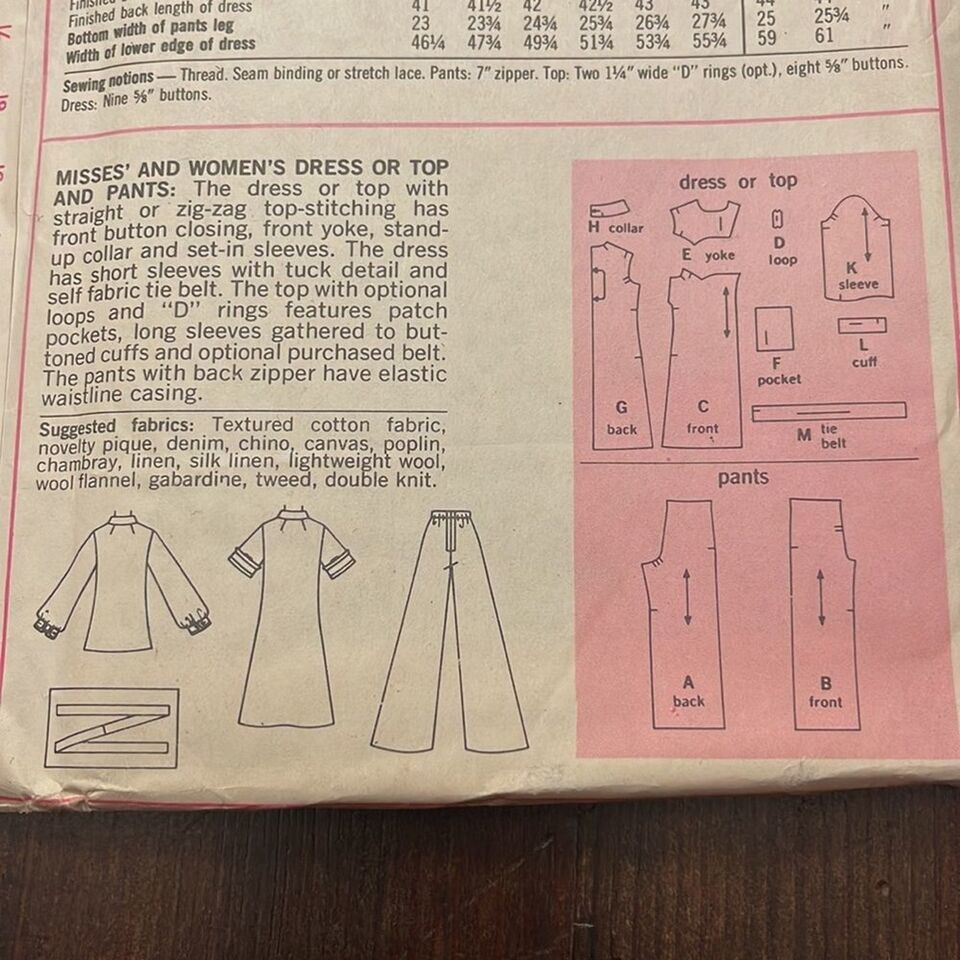 Finished back length of dress 41 41½ 42 42½ 43 43 44 44 "
Bottom width of pants leg 23 23¾ 24¾ 25¾ 26¾ 27¾ 25 25¾ "
Width of lower edge of dress 46¼ 47¾ 49¾ 51¾ 53¾ 55¾ 59 61 "
Sewing notions — Thread. Seam binding or stretch lace. Pants: 7" zipper. Top: Two 1¼" wide "D" rings (opt.), eight ⅝" buttons.
Dress: Nine ⅝" buttons.
MISSES' AND WOMEN'S DRESS OR TOP
AND PANTS: The dress or top with
straight or zig-zag top-stitching has
front button closing, front yoke, stand-
up collar and set-in sleeves. The dress
has short sleeves with tuck detail and
self fabric tie belt. The top with optional
loops and "D" rings features patch
pockets, long sleeves gathered to but-
toned cuffs and optional purchased belt.
The pants with back zipper have elastic
waistline casing.
Suggested fabrics: Textured cotton fabric,
novelty pique, denim, chino, canvas, poplin,
chambray, linen, silk linen, lightweight wool,
wool flannel, gabardine, tweed, double knit.
dress or top
H collar
E yoke
D
loop
K
sleeve
F
pocket
L
cuff
G
back
C
front
M tie
belt
pants
A
back
B
front